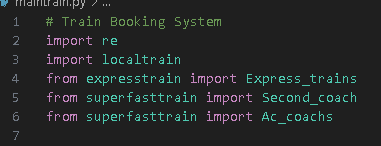 maintrain.py > ...
1 # Train Booking System
2 import re
3 import localtrain
4 from expresstrain import Express_trains
5 from superfasttrain import Second_coach
6 from superfasttrain import Ac_coachs
7